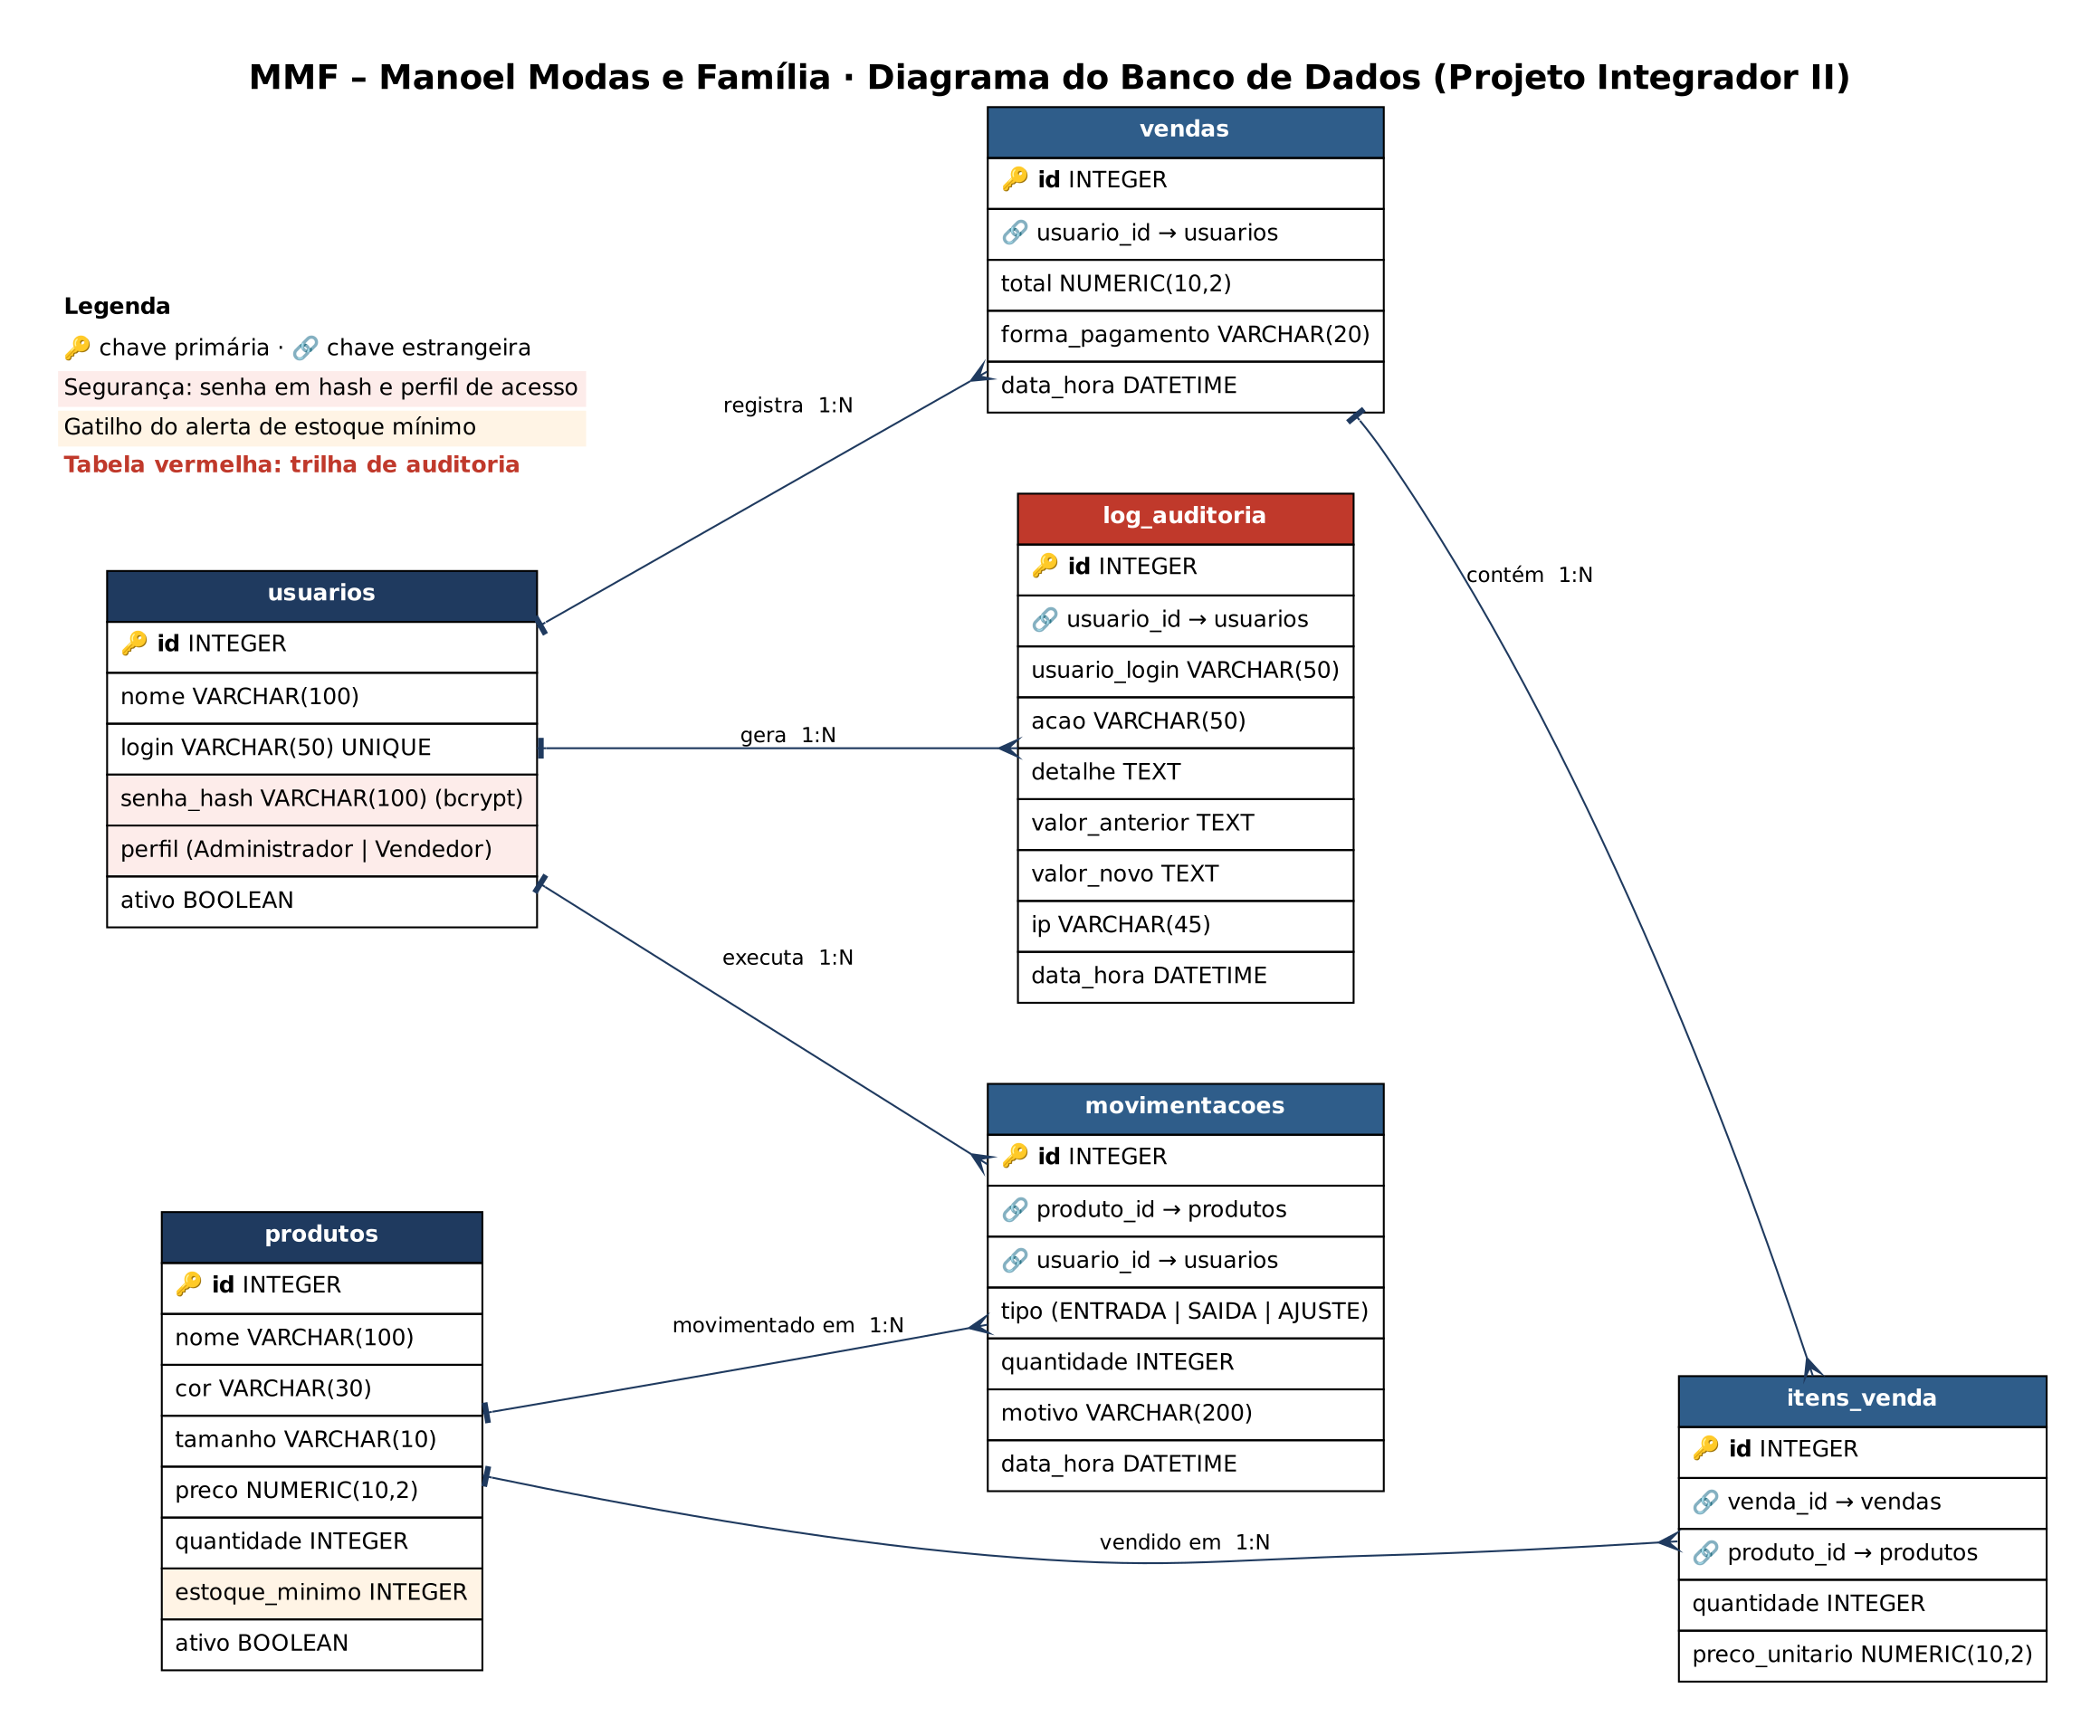 MMF – Manoel Modas e Família · Diagrama do Banco de Dados (Projeto Integrador II)
Legenda
🔑 chave primária · 🔗 chave estrangeira
Segurança: senha em hash e perfil de acesso
Gatilho do alerta de estoque mínimo
Tabela vermelha: trilha de auditoria
vendas
🔑 id INTEGER
🔗 usuario_id → usuarios
total NUMERIC(10,2)
forma_pagamento VARCHAR(20)
data_hora DATETIME
registra 1:N
contém 1:N
usuarios
🔑 id INTEGER
nome VARCHAR(100)
login VARCHAR(50) UNIQUE
senha_hash VARCHAR(100) (bcrypt)
perfil (Administrador | Vendedor)
ativo BOOLEAN
gera 1:N
log_auditoria
🔑 id INTEGER
🔗 usuario_id → usuarios
usuario_login VARCHAR(50)
acao VARCHAR(50)
detalhe TEXT
valor_anterior TEXT
valor_novo TEXT
ip VARCHAR(45)
data_hora DATETIME
executa 1:N
movimentacoes
🔑 id INTEGER
🔗 produto_id → produtos
🔗 usuario_id → usuarios
tipo (ENTRADA | SAIDA | AJUSTE)
quantidade INTEGER
motivo VARCHAR(200)
data_hora DATETIME
produtos
🔑 id INTEGER
nome VARCHAR(100)
cor VARCHAR(30)
tamanho VARCHAR(10)
preco NUMERIC(10,2)
quantidade INTEGER
estoque_minimo INTEGER
ativo BOOLEAN
movimentado em 1:N
vendido em 1:N
itens_venda
🔑 id INTEGER
🔗 venda_id → vendas
🔗 produto_id → produtos
quantidade INTEGER
preco_unitario NUMERIC(10,2)